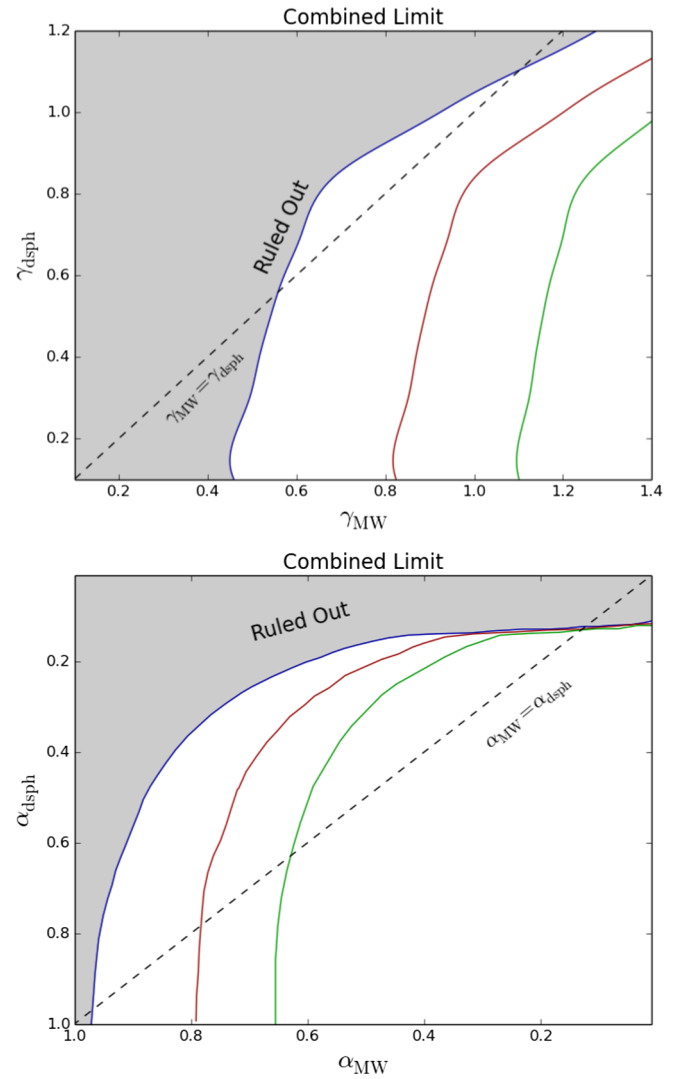 Combined Limit
1.2
1.0
0.8
0.6
0.4
0.2
γdsph
Ruled Out
γMW = γdsph
0.2 0.4 0.6 0.8 1.0 1.2 1.4
γMW
Combined Limit
0.2
0.4
0.6
0.8
1.0
αdsph
Ruled Out
αMW = αdsph
1.0 0.8 0.6 0.4 0.2
αMW